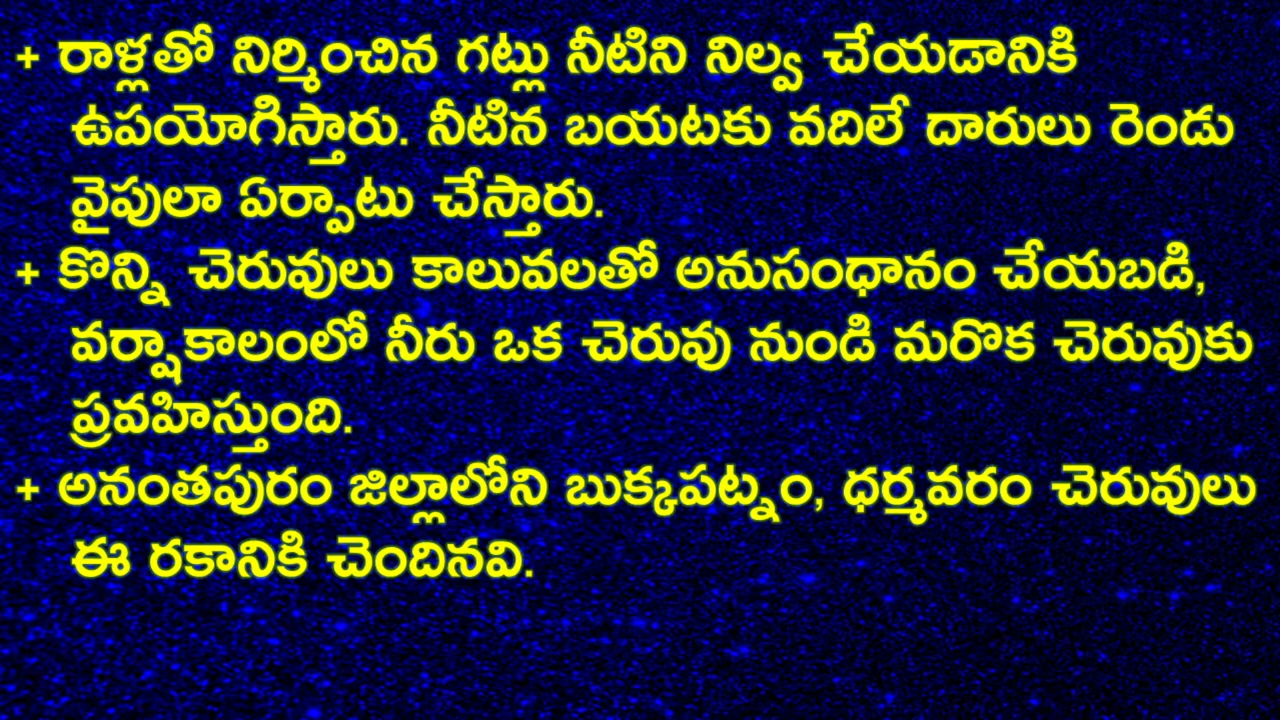 + రాళ్లతో నిర్మించిన గట్లు నీటిని నిల్వ చేయడానికి
ఉపయోగిస్తారు. నీటిన బయటకు వదిలే దారులు రెండు
వైపులా ఏర్పాటు చేస్తారు.
+ కొన్ని చెరువులు కాలువలతో అనుసంధానం చేయబడి,
వర్షాకాలంలో నీరు ఒక చెరువు నుండి మరొక చెరువుకు
ప్రవహిస్తుంది.
+ అనంతపురం జిల్లాలోని బుక్కపట్నం, ధర్మవరం చెరువులు
ఈ రకానికి చెందినవి.